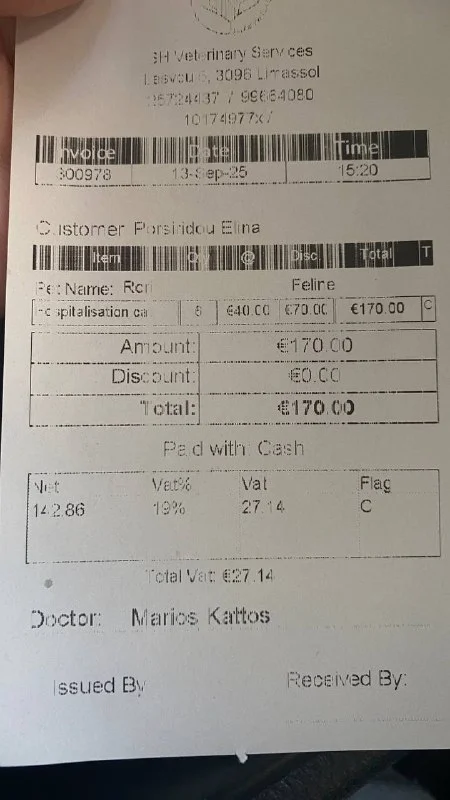 SH Veterinary Services
3096 Limassol
99664080
Invoice Date Time
300978 13-Sep-25 15:20
Customer Porsiridou Elina
Item Qty @ Disc. Total T
Pet Name: Feline
Hospitalisation ca 6 €40.00 €70.00 €170.00 C
Amount: €170.00
Discount: €0.00
Total: €170.00
Paid with: Cash
Net Vat% Vat Flag
142.86 19% 27.14 C
Total Vat: €27.14
Doctor: Marios Kattos
Issued By Received By: